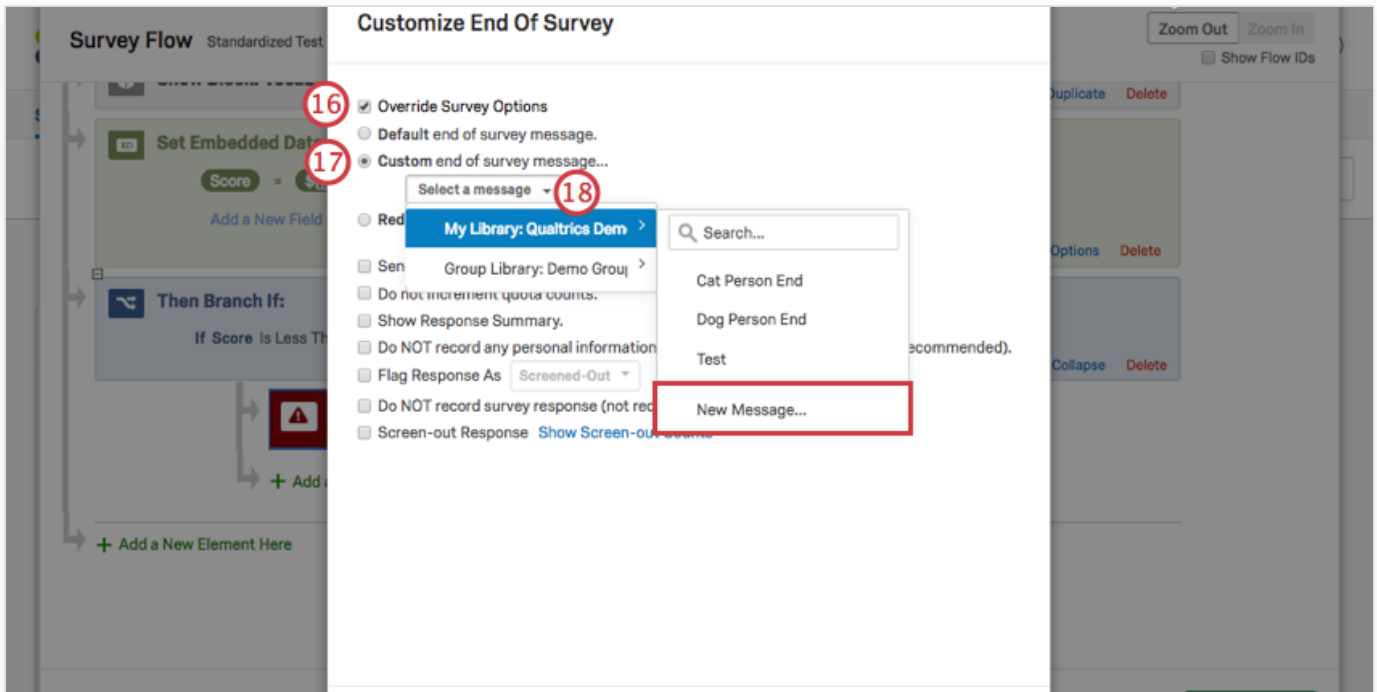 Customize End Of Survey
Survey Flow Standardized Test
Zoom Out Zoom In
Show Flow IDs
Duplicate Delete
16 Override Survey Options
Default end of survey message.
Set Embedded Data
17 Custom end of survey message...
Score =
Select a message 18
Add a New Field
Red
My Library: Qualtrics Dem
Search...
Options Delete
Sen
Group Library: Demo Grou
Cat Person End
Do not increment quota counts.
Then Branch If:
Show Response Summary.
Dog Person End
If Score Is Less Th
Do NOT record any personal information
ecommended).
Test
Collapse Delete
Flag Response As Screened-Out
Do NOT record survey response (not rec
New Message...
Screen-out Response Show Screen-out Counts
+ Add a
+ Add a New Element Here